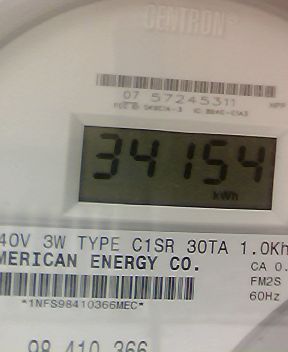 CENTRON®
07 57245311
34154
kWh
40V 3W TYPE C1SR 30TA 1.0Kh
MERICAN ENERGY CO.
CA 0.
FM2S
*1NFS98410366MEC*
60Hz
98 410 366